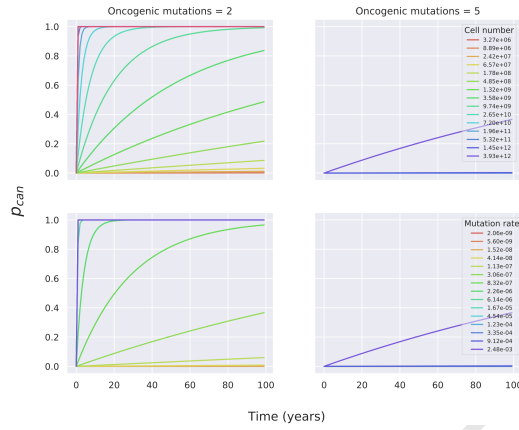 Oncogenic mutations = 2
Oncogenic mutations = 5
1.0
0.8
0.6
0.4
0.2
0.0
Cell number
3.27e+06
8.89e+06
2.42e+07
6.57e+07
1.78e+08
4.85e+08
1.32e+09
3.58e+09
9.74e+09
2.65e+10
7.20e+10
1.96e+11
5.32e+11
1.45e+12
3.93e+12
p_can
1.0
0.8
0.6
0.4
0.2
0.0
Mutation rate
2.06e-09
5.60e-09
1.52e-08
4.14e-08
1.13e-07
3.06e-07
8.32e-07
2.26e-06
6.14e-06
1.67e-05
4.54e-05
1.23e-04
3.35e-04
9.12e-04
2.48e-03
0 20 40 60 80 100
0 20 40 60 80 100
Time (years)